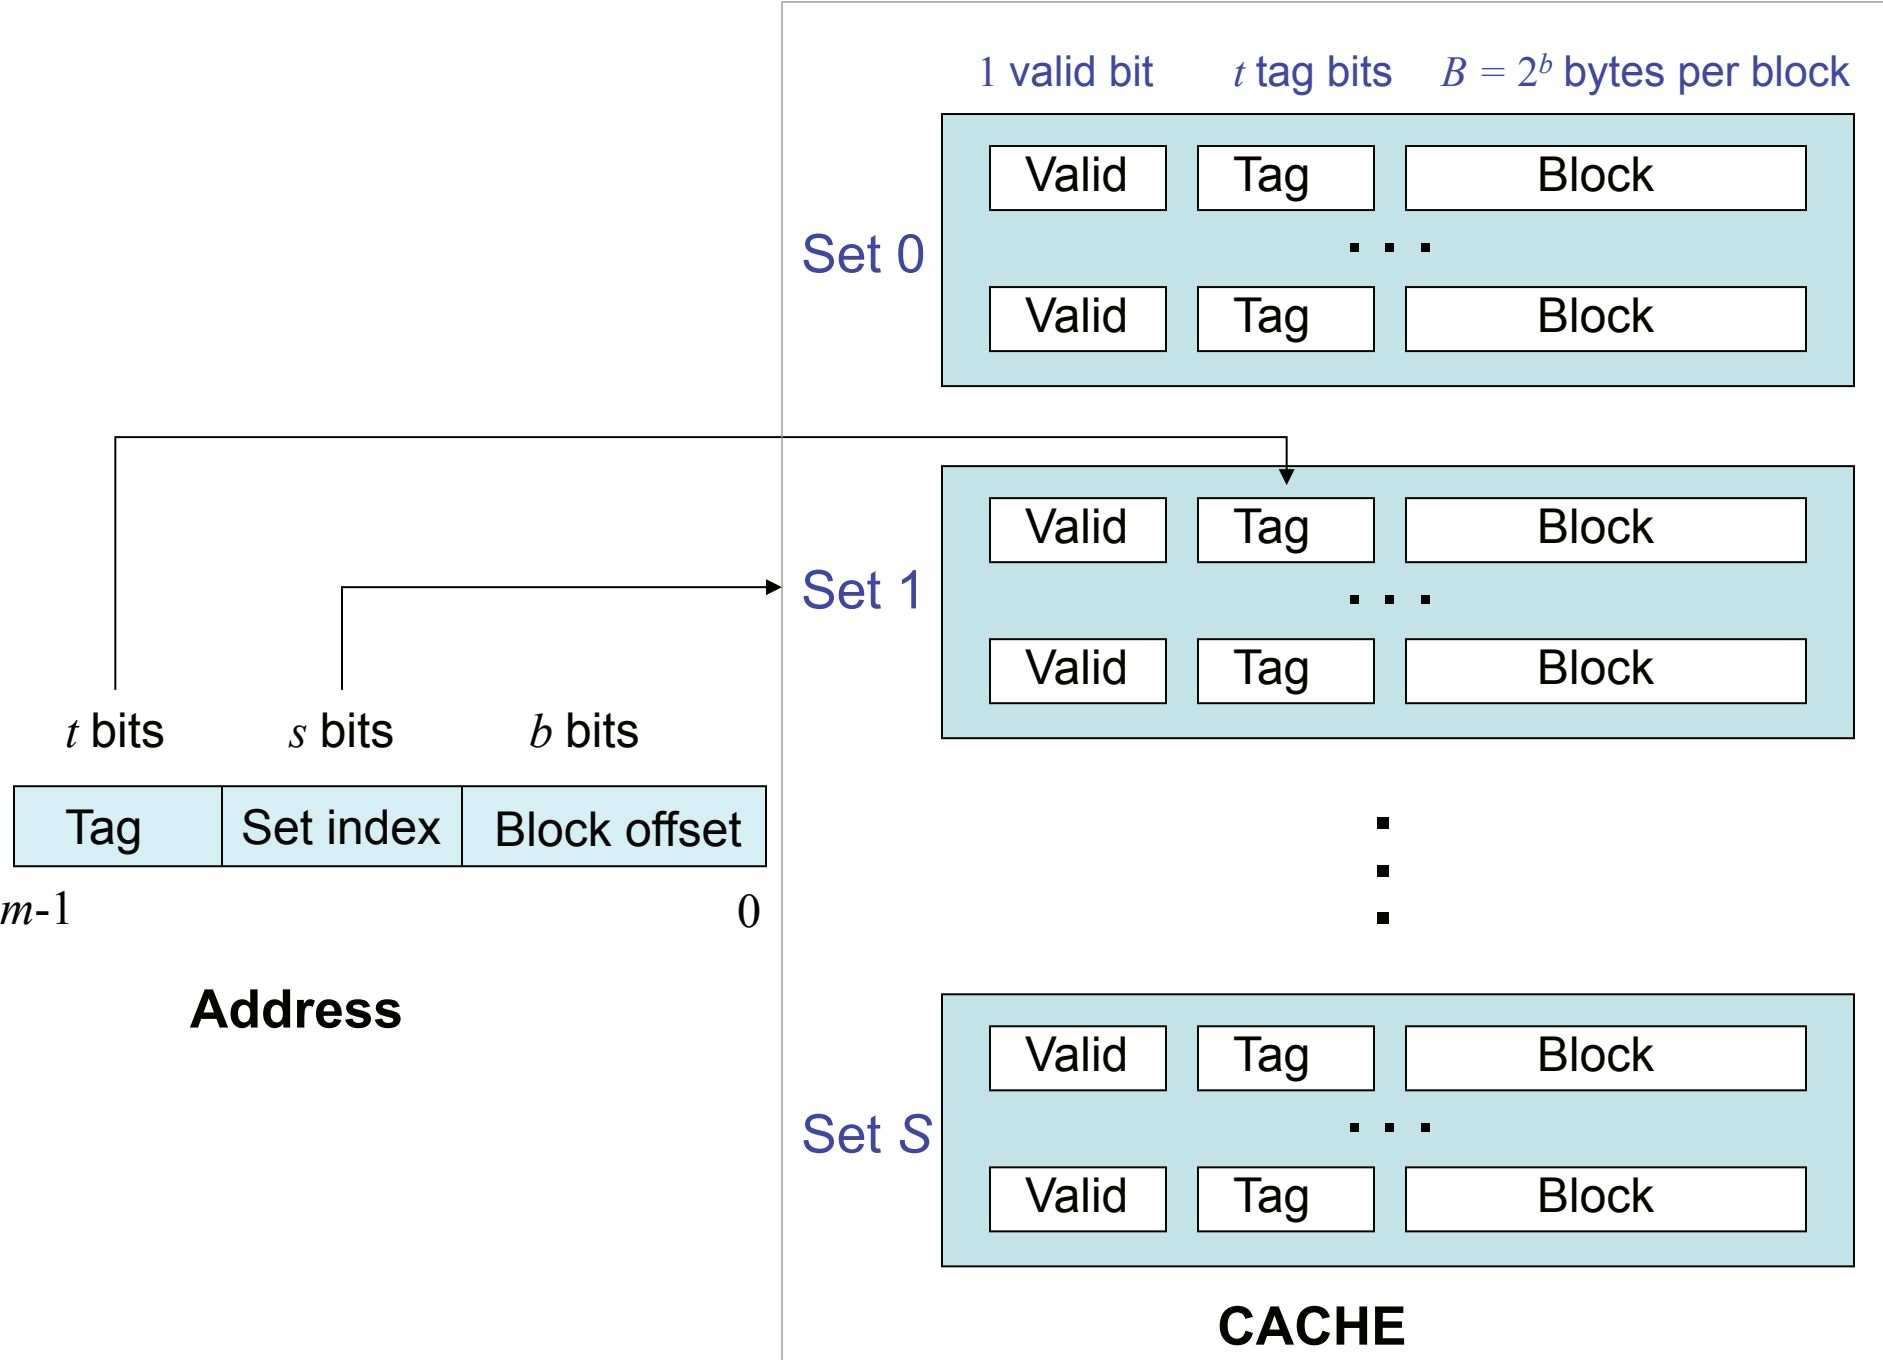 1 valid bit t tag bits B = 2^b bytes per block
Valid Tag Block
Set 0
. . .
Valid Tag Block
Valid Tag Block
Set 1
. . .
Valid Tag Block
t bits s bits b bits
Tag Set index Block offset
m-1 0
Address
.
.
.
Valid Tag Block
Set S
. . .
Valid Tag Block
CACHE